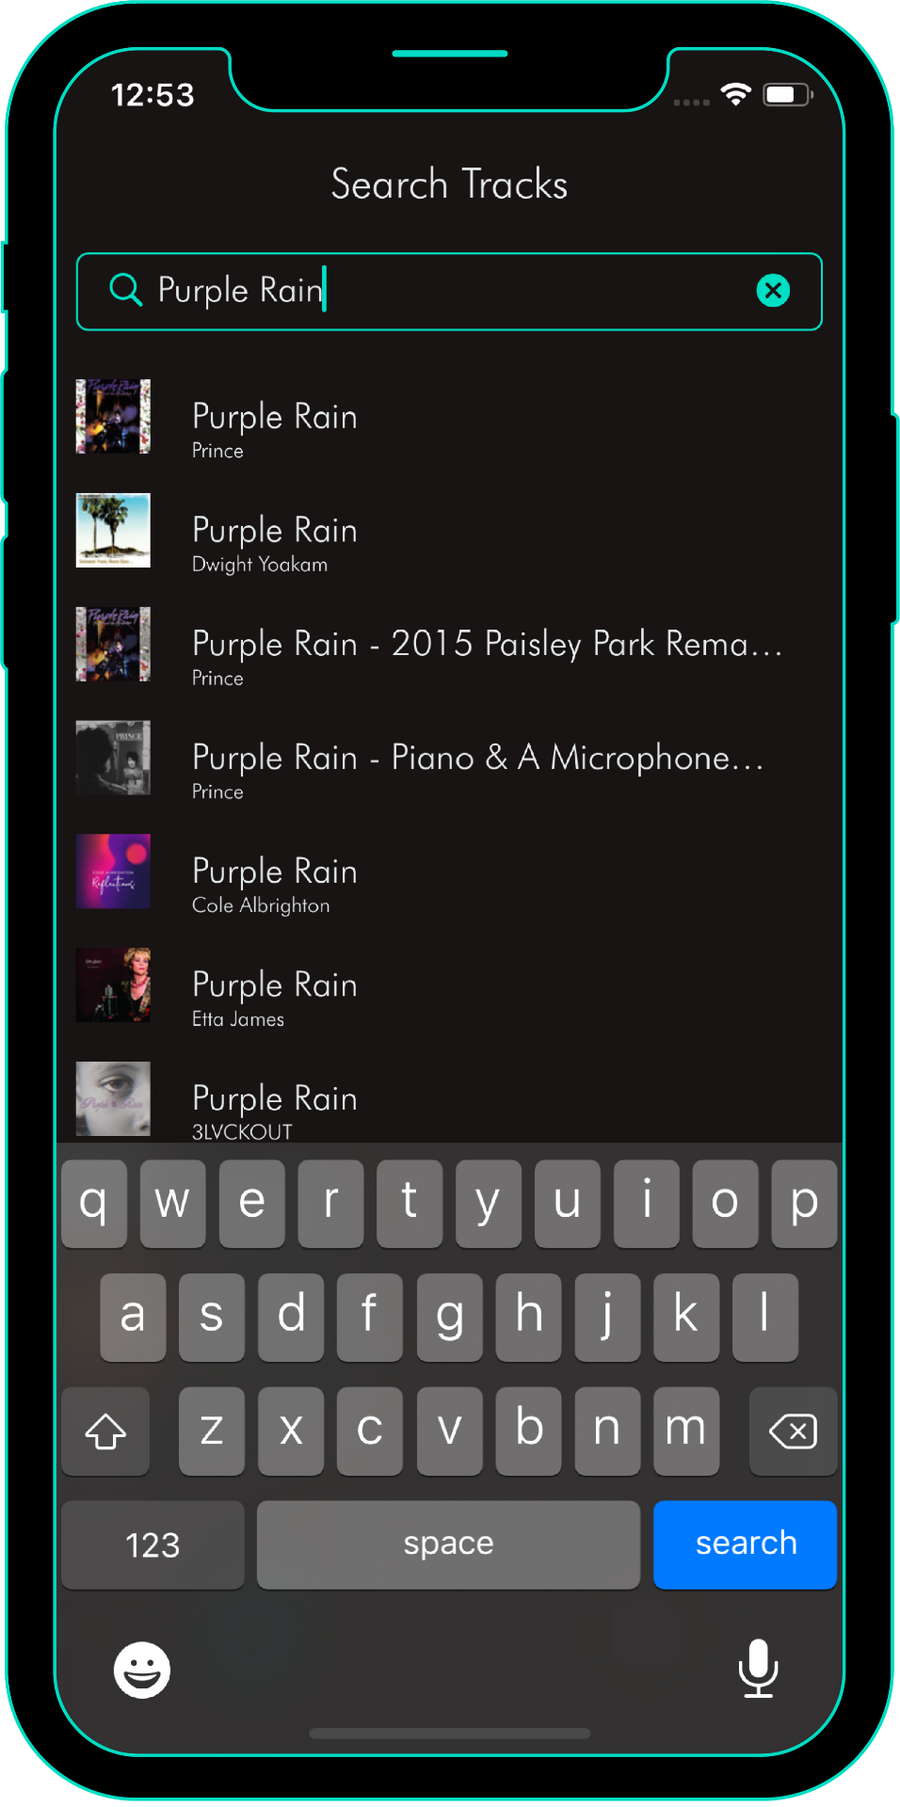 12:53
Search Tracks
Purple Rain
Purple Rain
Prince
Purple Rain
Dwight Yoakam
Purple Rain - 2015 Paisley Park Rema...
Prince
PRINCE
Purple Rain - Piano & A Microphone...
Prince
Reflections
Purple Rain
Cole Albrighton
Purple Rain
Etta James
Purple Rain
3LVCKOUT
q w e r t y u i o p
a s d f g h j k l
z x c v b n m
123 space search